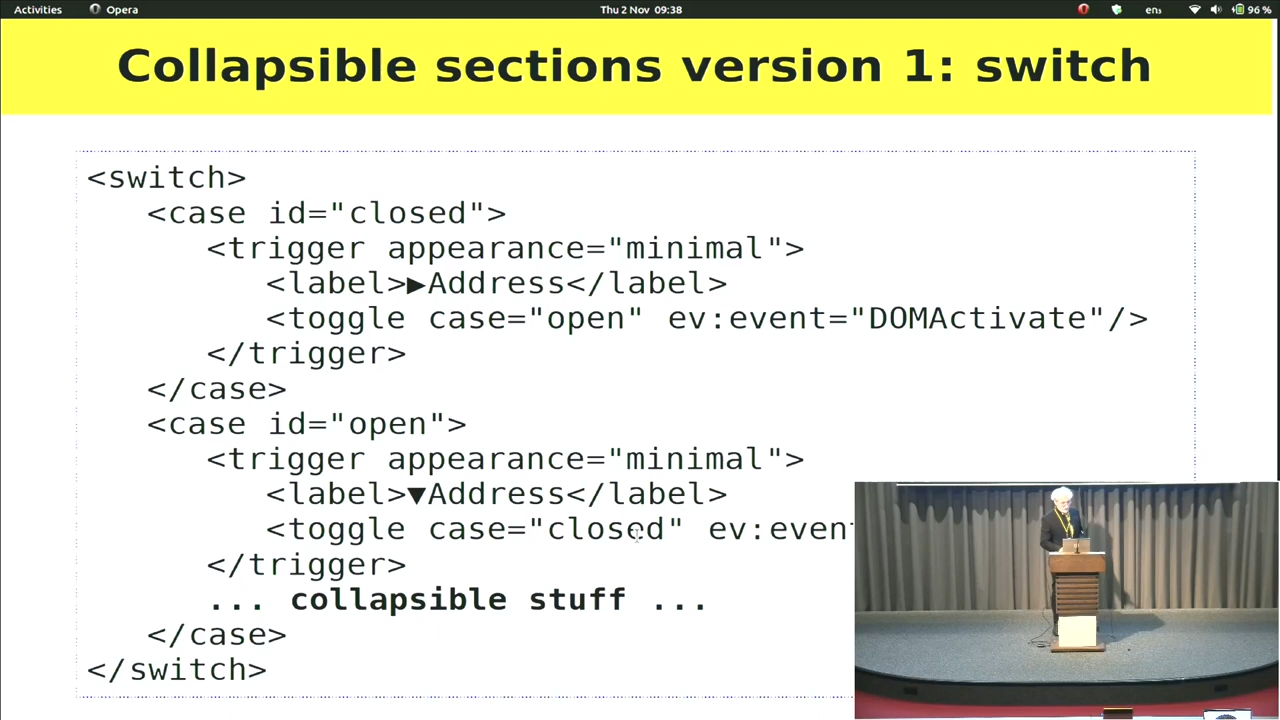 Activities Opera Thu 2 Nov 09:38 en₃ 96 %
Collapsible sections version 1: switch
<switch>
<case id="closed">
<trigger appearance="minimal">
<label>▶Address</label>
<toggle case="open" ev:event="DOMActivate"/>
</trigger>
</case>
<case id="open">
<trigger appearance="minimal">
<label>▼Address</label>
<toggle case="closed" ev:event
</trigger>
... collapsible stuff ...
</case>
</switch>